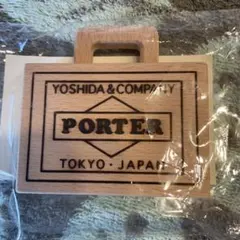 YOSHIDA & COMPANY
PORTER
TOKYO · JAPAN